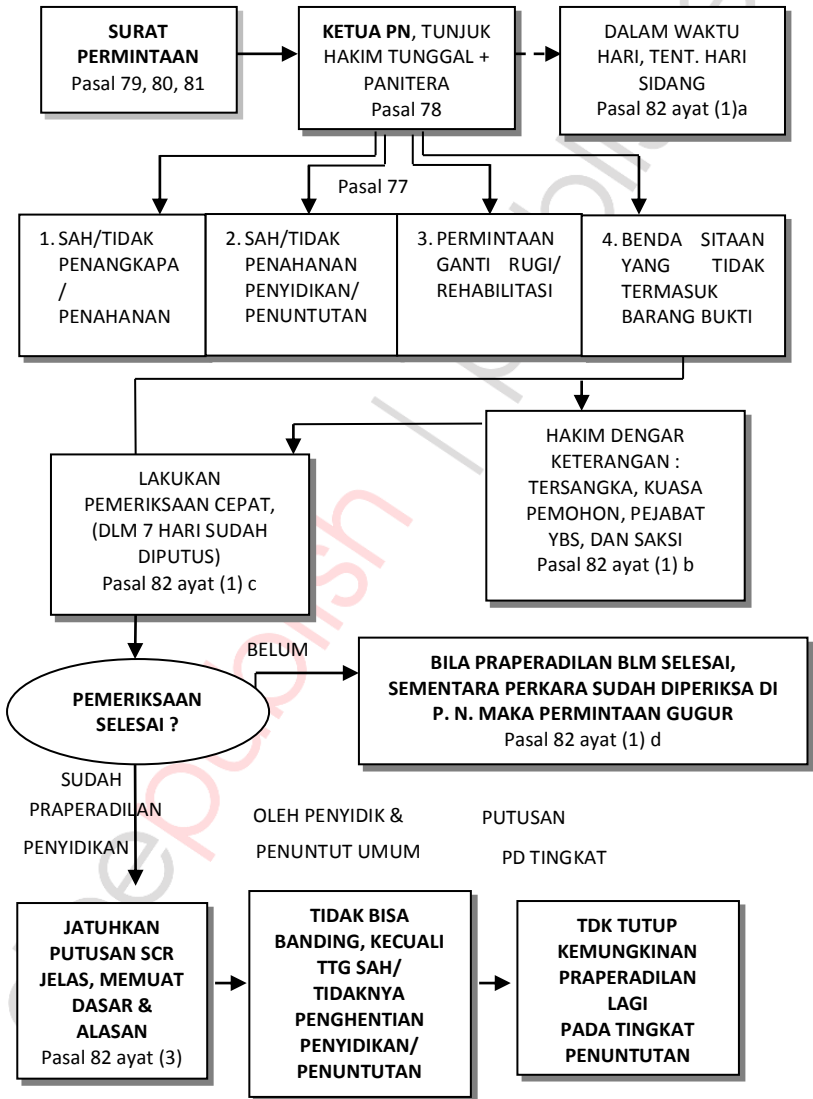 SURAT
PERMINTAAN
Pasal 79, 80, 81
KETUA PN, TUNJUK
HAKIM TUNGGAL +
PANITERA
Pasal 78
DALAM WAKTU
HARI, TENT. HARI
SIDANG
Pasal 82 ayat (1)a
Pasal 77
1. SAH/TIDAK
PENANGKAPA
/
PENAHANAN
2. SAH/TIDAK
PENAHANAN
PENYIDIKAN/
PENUNTUTAN
3. PERMINTAAN
GANTI RUGI/
REHABILITASI
4. BENDA SITAAN
YANG TIDAK
TERMASUK
BARANG BUKTI
HAKIM DENGAR
KETERANGAN :
TERSANGKA, KUASA
PEMOHON, PEJABAT
YBS, DAN SAKSI
Pasal 82 ayat (1) b
LAKUKAN
PEMERIKSAAN CEPAT,
(DLM 7 HARI SUDAH
DIPUTUS)
Pasal 82 ayat (1) c
PEMERIKSAAN
SELESAI ?
BELUM
BILA PRAPERADILAN BLM SELESAI,
SEMENTARA PERKARA SUDAH DIPERIKSA DI
P. N. MAKA PERMINTAAN GUGUR
Pasal 82 ayat (1) d
SUDAH
PRAPERADILAN
PENYIDIKAN
OLEH PENYIDIK &
PENUNTUT UMUM
PUTUSAN
PD TINGKAT
JATUHKAN
PUTUSAN SCR
JELAS, MEMUAT
DASAR &
ALASAN
Pasal 82 ayat (3)
TIDAK BISA
BANDING, KECUALI
TTG SAH/
TIDAKNYA
PENGHENTIAN
PENYIDIKAN/
PENUNTUTAN
TDK TUTUP
KEMUNGKINAN
PRAPERADILAN
LAGI
PADA TINGKAT
PENUNTUTAN